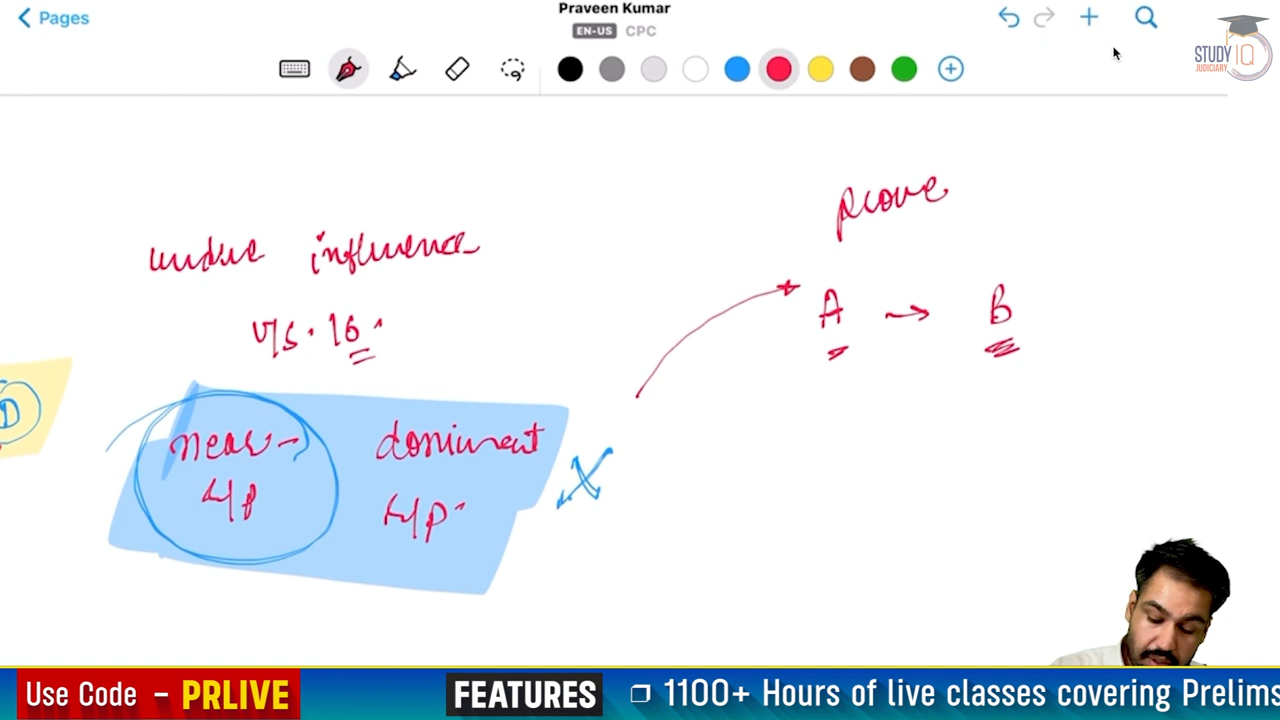 Pages
Praveen Kumar
EN-US CPC
STUDY IQ
JUDICIARY
prove
undue influence
A → B
u/s. 16.
D
near
dominant
Use Code - PRLIVE
FEATURES
1100+ Hours of live classes covering Prelims